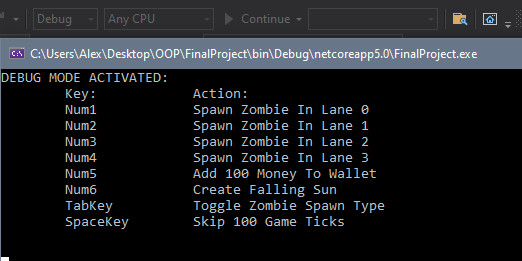 Debug Any CPU Continue
C:\Users\Alex\Desktop\OOP\FinalProject\bin\Debug\netcoreapp5.0\FinalProject.exe
DEBUG MODE ACTIVATED:
Key: Action:
Num1 Spawn Zombie In Lane 0
Num2 Spawn Zombie In Lane 1
Num3 Spawn Zombie In Lane 2
Num4 Spawn Zombie In Lane 3
Num5 Add 100 Money To Wallet
Num6 Create Falling Sun
TabKey Toggle Zombie Spawn Type
SpaceKey Skip 100 Game Ticks